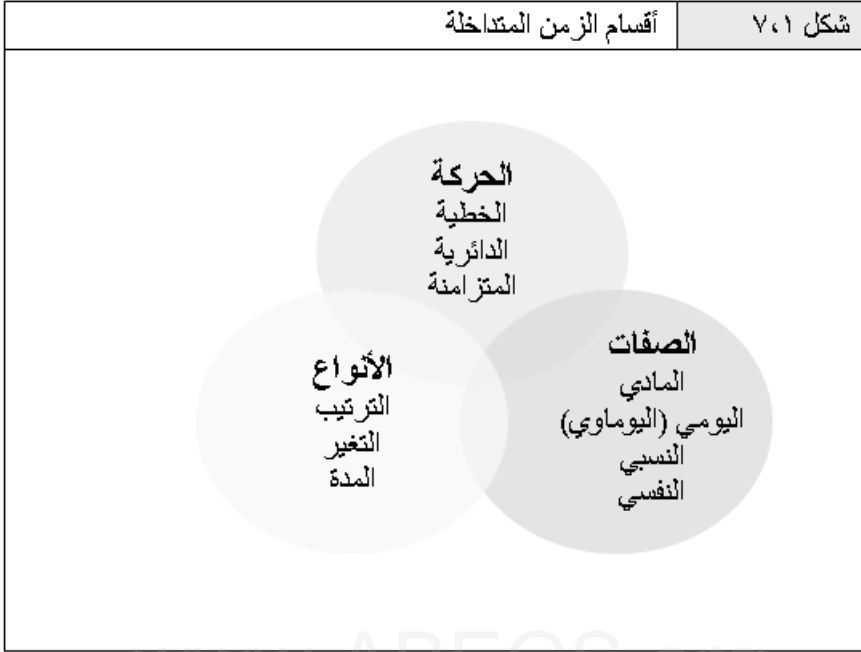 شكل ٧،١
أقسام الزمن المتداخلة
الحركة
الخطية
الدائرية
المتزامنة
الصفات
المادي
اليومي (اليوماوي)
النسبي
النفسي
الأنواع
الترتيب
التغير
المدة